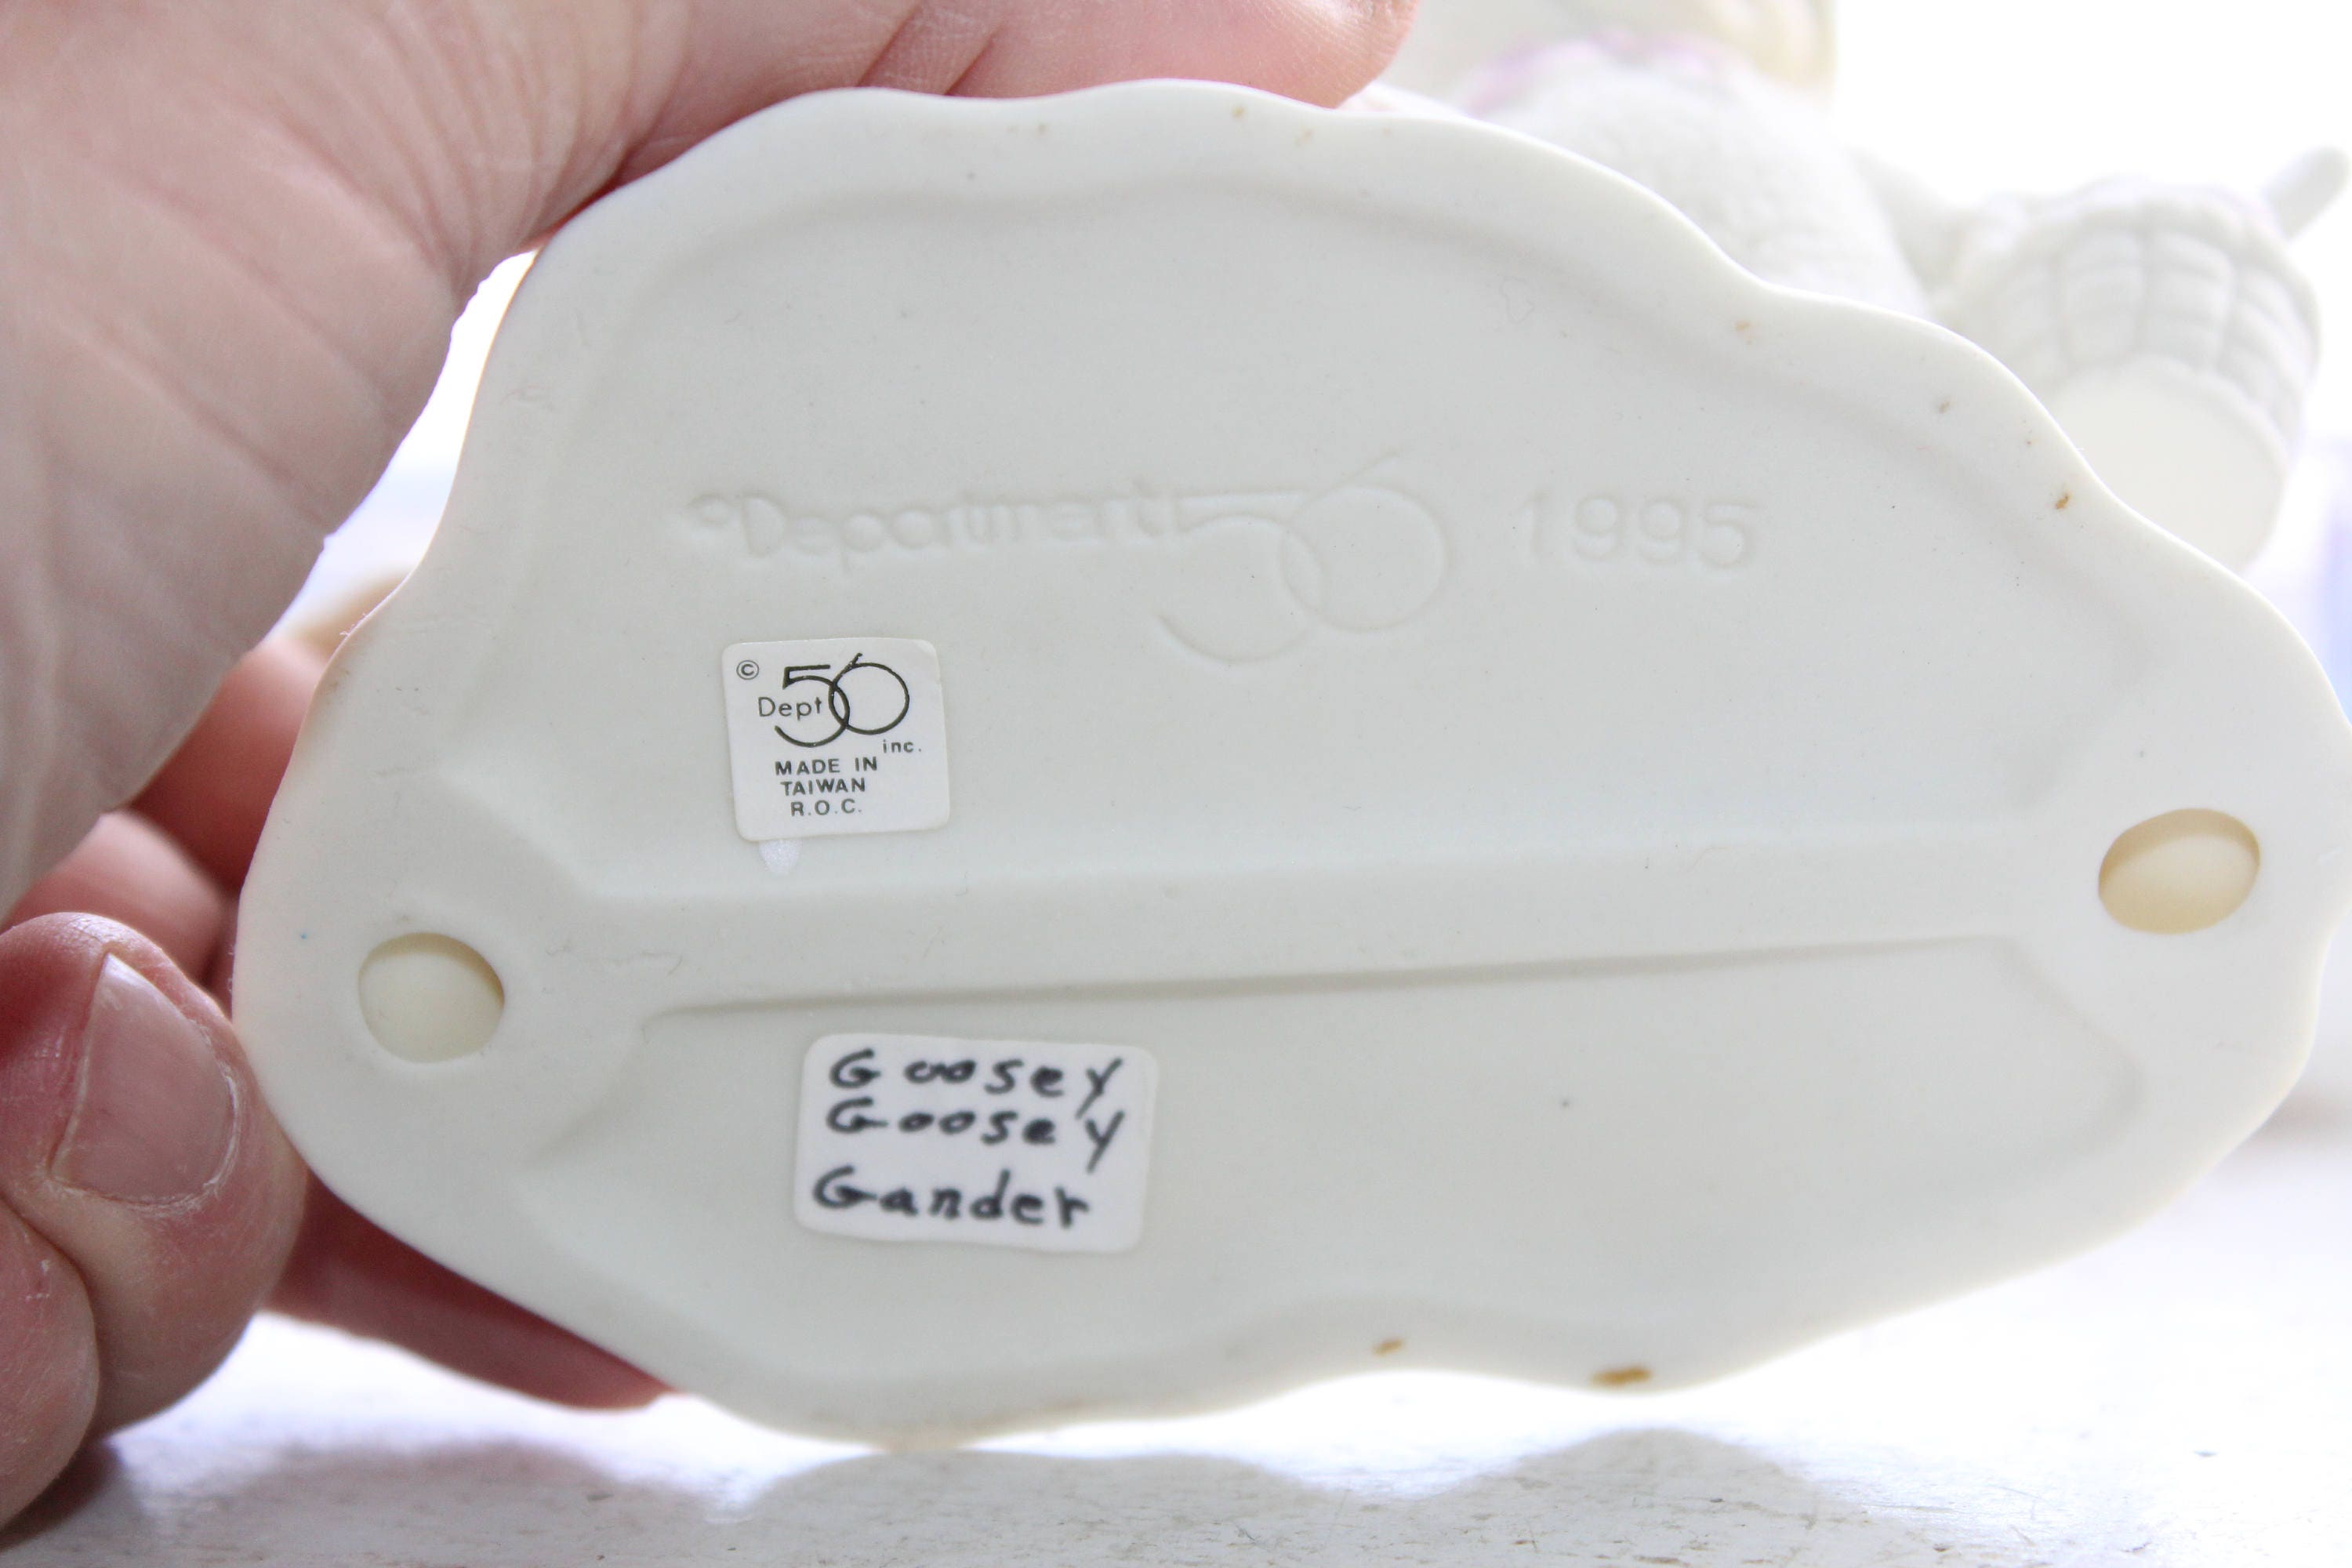 ©Department 56 1995
© Dept 56 inc.
MADE IN
TAIWAN
R.O.C.
Goosey
Goosey
Gander